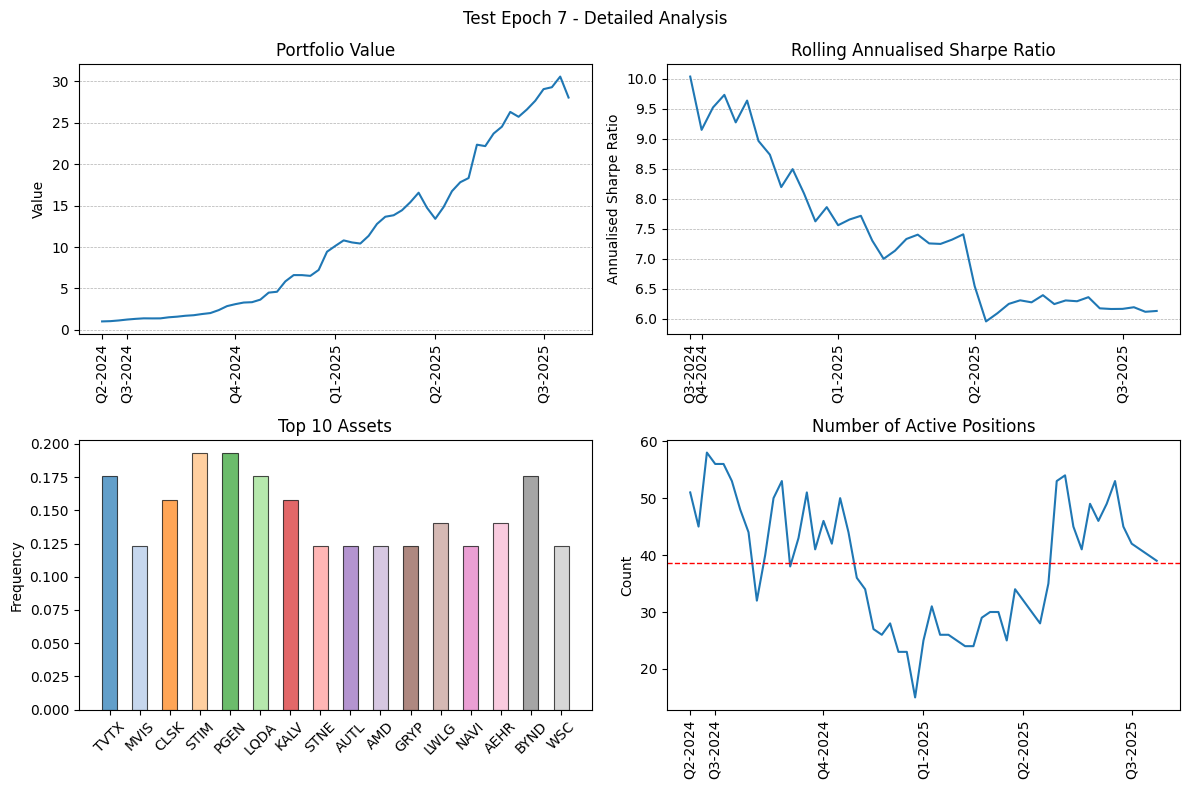 Test Epoch 7 - Detailed Analysis
Portfolio Value
Value
30
25
20
15
10
5
0
Q2-2024
Q3-2024
Q4-2024
Q1-2025
Q2-2025
Q3-2025
Rolling Annualised Sharpe Ratio
Annualised Sharpe Ratio
10.0
9.5
9.0
8.5
8.0
7.5
7.0
6.5
6.0
Q3-2024
Q4-2024
Q1-2025
Q2-2025
Q3-2025
Top 10 Assets
Frequency
0.200
0.175
0.150
0.125
0.100
0.075
0.050
0.025
0.000
TVTX
MVIS
CLSK
STIM
PGEN
LQDA
KALV
STNE
AUTL
AMD
GRYP
LWLG
NAVI
AEHR
BYND
WSC
Number of Active Positions
Count
60
50
40
30
20
Q2-2024
Q3-2024
Q4-2024
Q1-2025
Q2-2025
Q3-2025